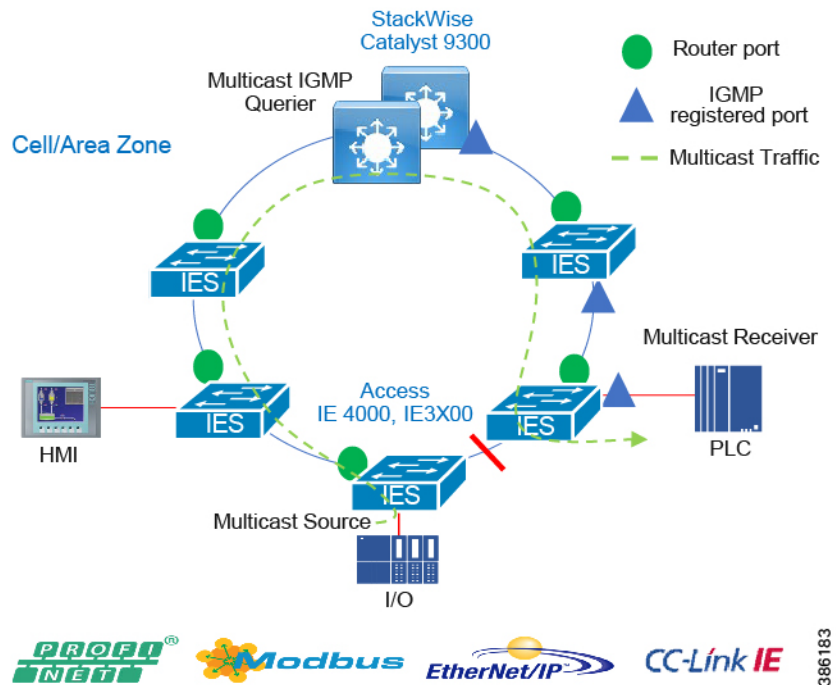 StackWise
Catalyst 9300
Router port
Multicast IGMP
Querier
IGMP
registered port
Cell/Area Zone
Multicast Traffic
IES
IES
Multicast Receiver
Access
IE 4000, IE3X00
IES
IES
HMI
PLC
IES
Multicast Source
I/O
PROFI
NET®
Modbus
EtherNet/IP™
CC-Link IE
386183